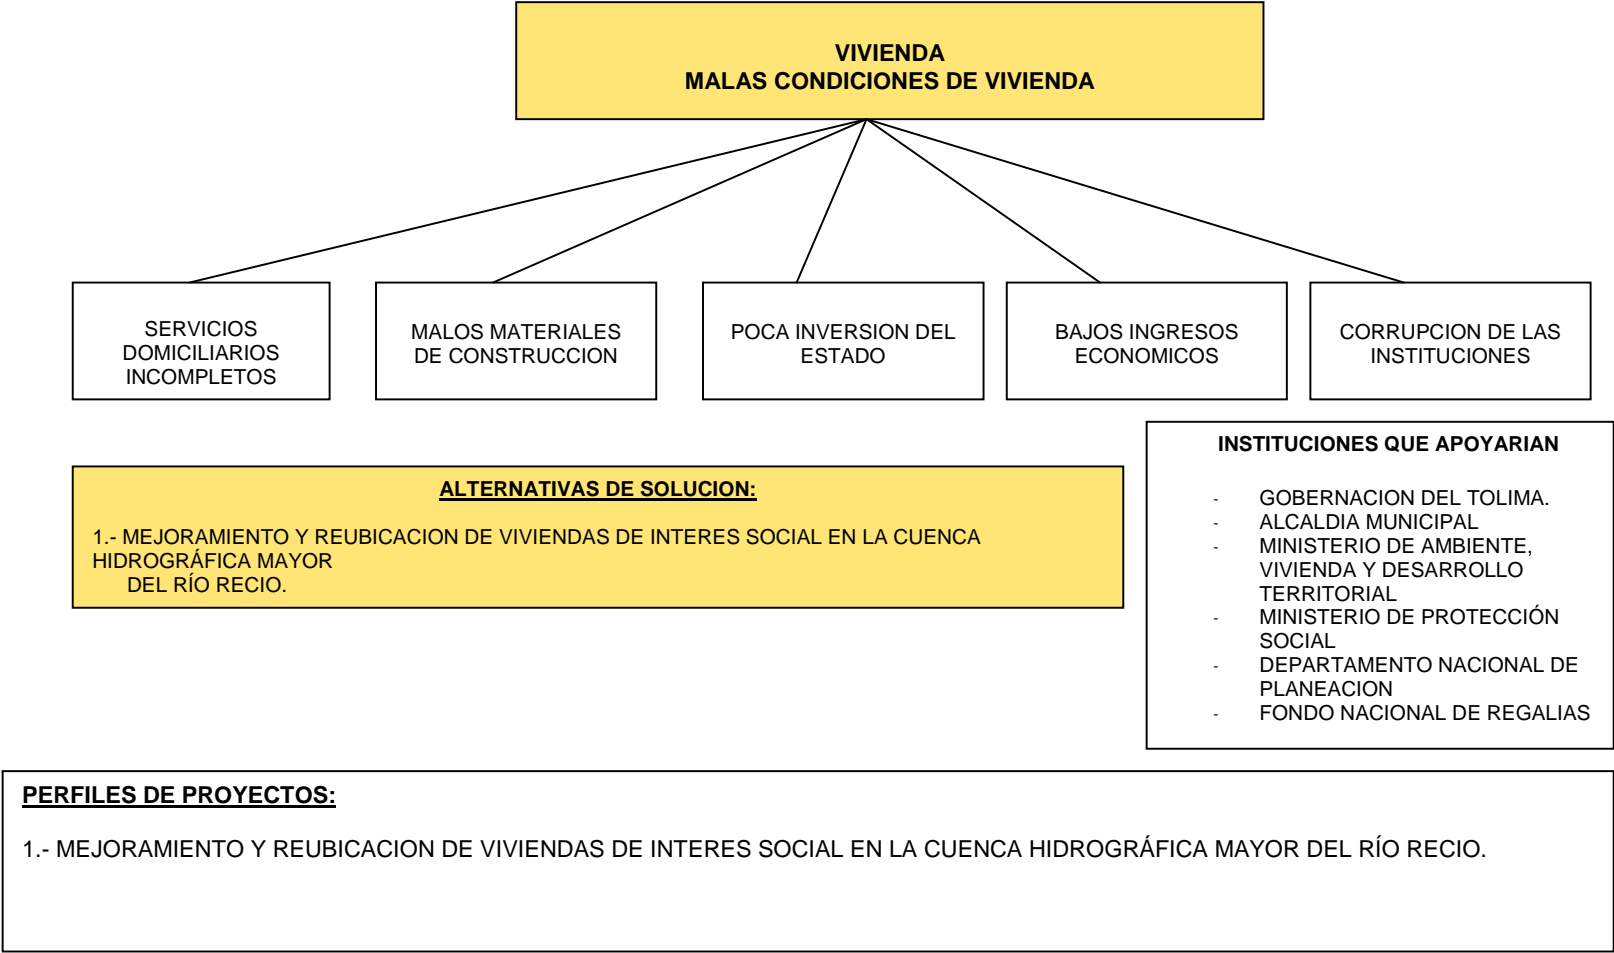 VIVIENDA
MALAS CONDICIONES DE VIVIENDA
SERVICIOS
DOMICILIARIOS
INCOMPLETOS
MALOS MATERIALES
DE CONSTRUCCION
POCA INVERSION DEL
ESTADO
BAJOS INGRESOS
ECONOMICOS
CORRUPCION DE LAS
INSTITUCIONES
ALTERNATIVAS DE SOLUCION:
1.- MEJORAMIENTO Y REUBICACION DE VIVIENDAS DE INTERES SOCIAL EN LA CUENCA
HIDROGRÁFICA MAYOR
DEL RÍO RECIO.
INSTITUCIONES QUE APOYARIAN
- GOBERNACION DEL TOLIMA.
- ALCALDIA MUNICIPAL
- MINISTERIO DE AMBIENTE,
VIVIENDA Y DESARROLLO
TERRITORIAL
- MINISTERIO DE PROTECCIÓN
SOCIAL
- DEPARTAMENTO NACIONAL DE
PLANEACION
- FONDO NACIONAL DE REGALIAS
PERFILES DE PROYECTOS:
1.- MEJORAMIENTO Y REUBICACION DE VIVIENDAS DE INTERES SOCIAL EN LA CUENCA HIDROGRÁFICA MAYOR DEL RÍO RECIO.